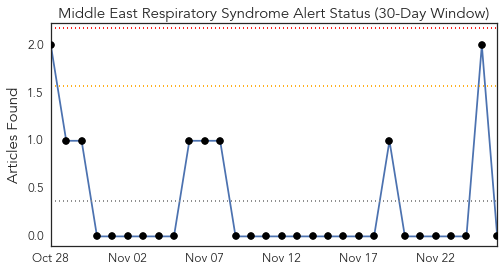 Middle East Respiratory Syndrome Alert Status (30-Day Window)
Articles Found
2.0
1.5
1.0
0.5
0.0
Oct 28 Nov 02 Nov 07 Nov 12 Nov 17 Nov 22